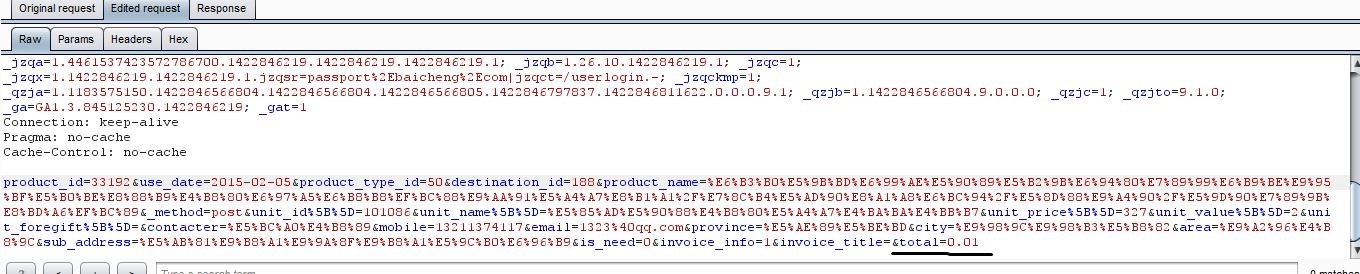 Original request Edited request Response
Raw Params Headers Hex
_jzqa=1.4461537423572786700.1422846219.1422846219.1422846219.1; _jzqb=1.26.10.1422846219.1; _jzqc=1;
_jzqx=1.1422846219.1422846219.1.jzqsr=passport%2Ebaicheng%2Ecom|jzqct=/userlogin.-; _jzqckmp=1;
_qzja=1.1183575150.1422846566804.1422846566804.1422846566805.1422846797837.1422846811622.0.0.0.9.1; _qzjb=1.1422846566804.9.0.0.0; _qzjc=1; _qzjto=9.1.0;
_ga=GA1.3.845125230.1422846219; _gat=1
Connection: keep-alive
Pragma: no-cache
Cache-Control: no-cache
product_id=33192&use_date=2015-02-05&product_type_id=50&destination_id=188&product_name=%E6%B3%B0%E5%9B%BD%E6%99%AE%E5%90%89%E5%B2%9B%E6%94%80%E7%89%99%E6%B9%BE%E9%95
%BF%E5%B0%BE%E8%88%B9%E4%B8%80%E6%97%A5%E6%B8%B8%EF%BC%88%E9%AA%91%E5%A4%A7%E8%B1%A1%2F%E7%8C%B4%E5%AD%90%E8%A1%A8%E6%BC%94%2F%E5%8D%88%E9%A4%90%2F%E5%9D%90%E7%89%9B%
E8%BD%A6%EF%BC%89&_method=post&unit_id%5B%5D=101086&unit_name%5B%5D=%E5%85%AD%E5%90%88%E4%B8%80%E5%A4%A7%E4%BA%BA%E4%BB%B7&unit_price%5B%5D=327&unit_value%5B%5D=2&uni
t_foregift%5B%5D=&contacter=%E5%BC%A0%E4%B8%89&mobile=13211374117&email=1323%40qq.com&province=%E5%AE%89%E5%BE%BD&city=%E9%98%9C%E9%98%B3%E5%B8%82&area=%E9%A2%96%E4%B
8%9C&sub_address=%E5%AB%81%E9%B8%A1%E9%9A%8F%E9%B8%A1%E5%9C%B0%E6%96%B9&is_need=0&invoice_info=1&invoice_title=&total=0.01
? < + > Type a search term 0 matches